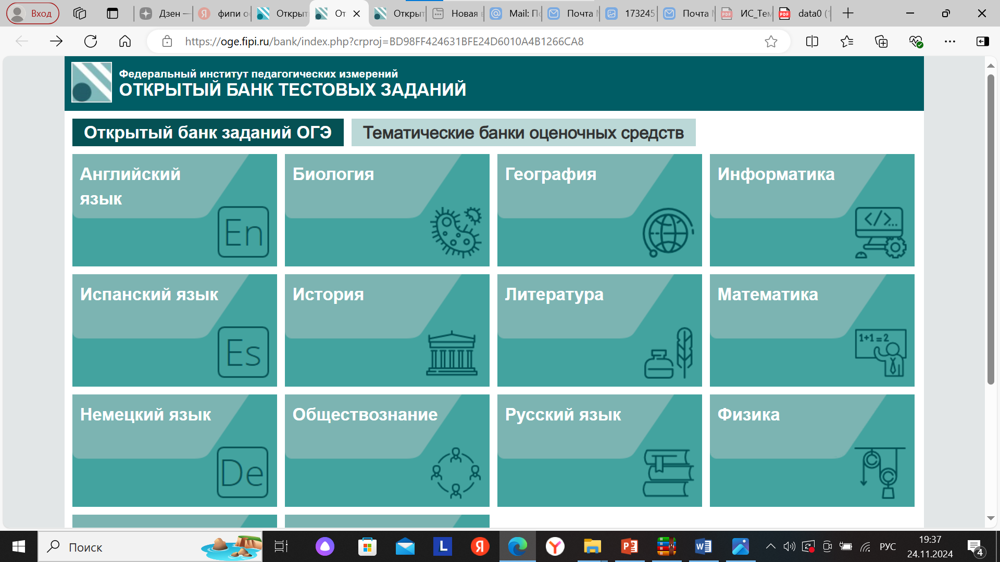 Вход
Дзен —
фипи о
Открыт
От
Открыт
Новая в
Mail: По
Почта
173245
Почта
ИС_Тем
data0 (
https://oge.fipi.ru/bank/index.php?crproj=BD98FF424631BFE24D6010A4B1266CA8
Федеральный институт педагогических измерений
ОТКРЫТЫЙ БАНК ТЕСТОВЫХ ЗАДАНИЙ
Открытый банк заданий ОГЭ
Тематические банки оценочных средств
Английский
язык
En
Биология
География
Информатика
</>...
Испанский язык
Es
История
Литература
Математика
1+1=2
Немецкий язык
De
Обществознание
Русский язык
Физика
Поиск
L
Я
РУС
19:37
24.11.2024
4